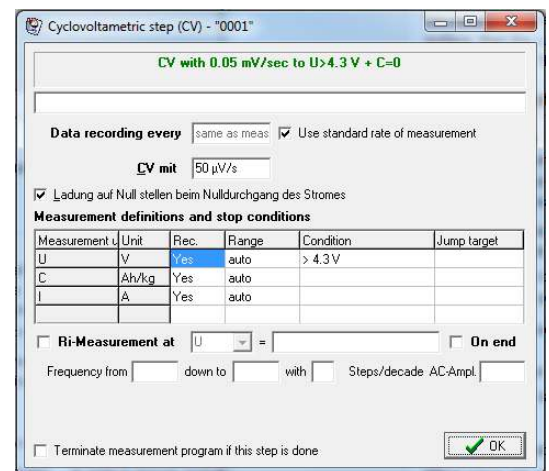 Cyclovoltametric step (CV) - "0001"
CV with 0.05 mV/sec to U>4.3 V + C=0
Data recording every same as meas Use standard rate of measurement
CV mit 50 µV/s
Ladung auf Null stellen beim Nulldurchgang des Stromes
Measurement definitions and stop conditions
Measurement u Unit Rec. Range Condition Jump target
U V Yes auto > 4.3 V
C Ah/kg Yes auto
I A Yes auto
Ri-Measurement at U = On end
Frequency from down to with Steps/decade AC-Ampl.
Terminate measurement program if this step is done OK